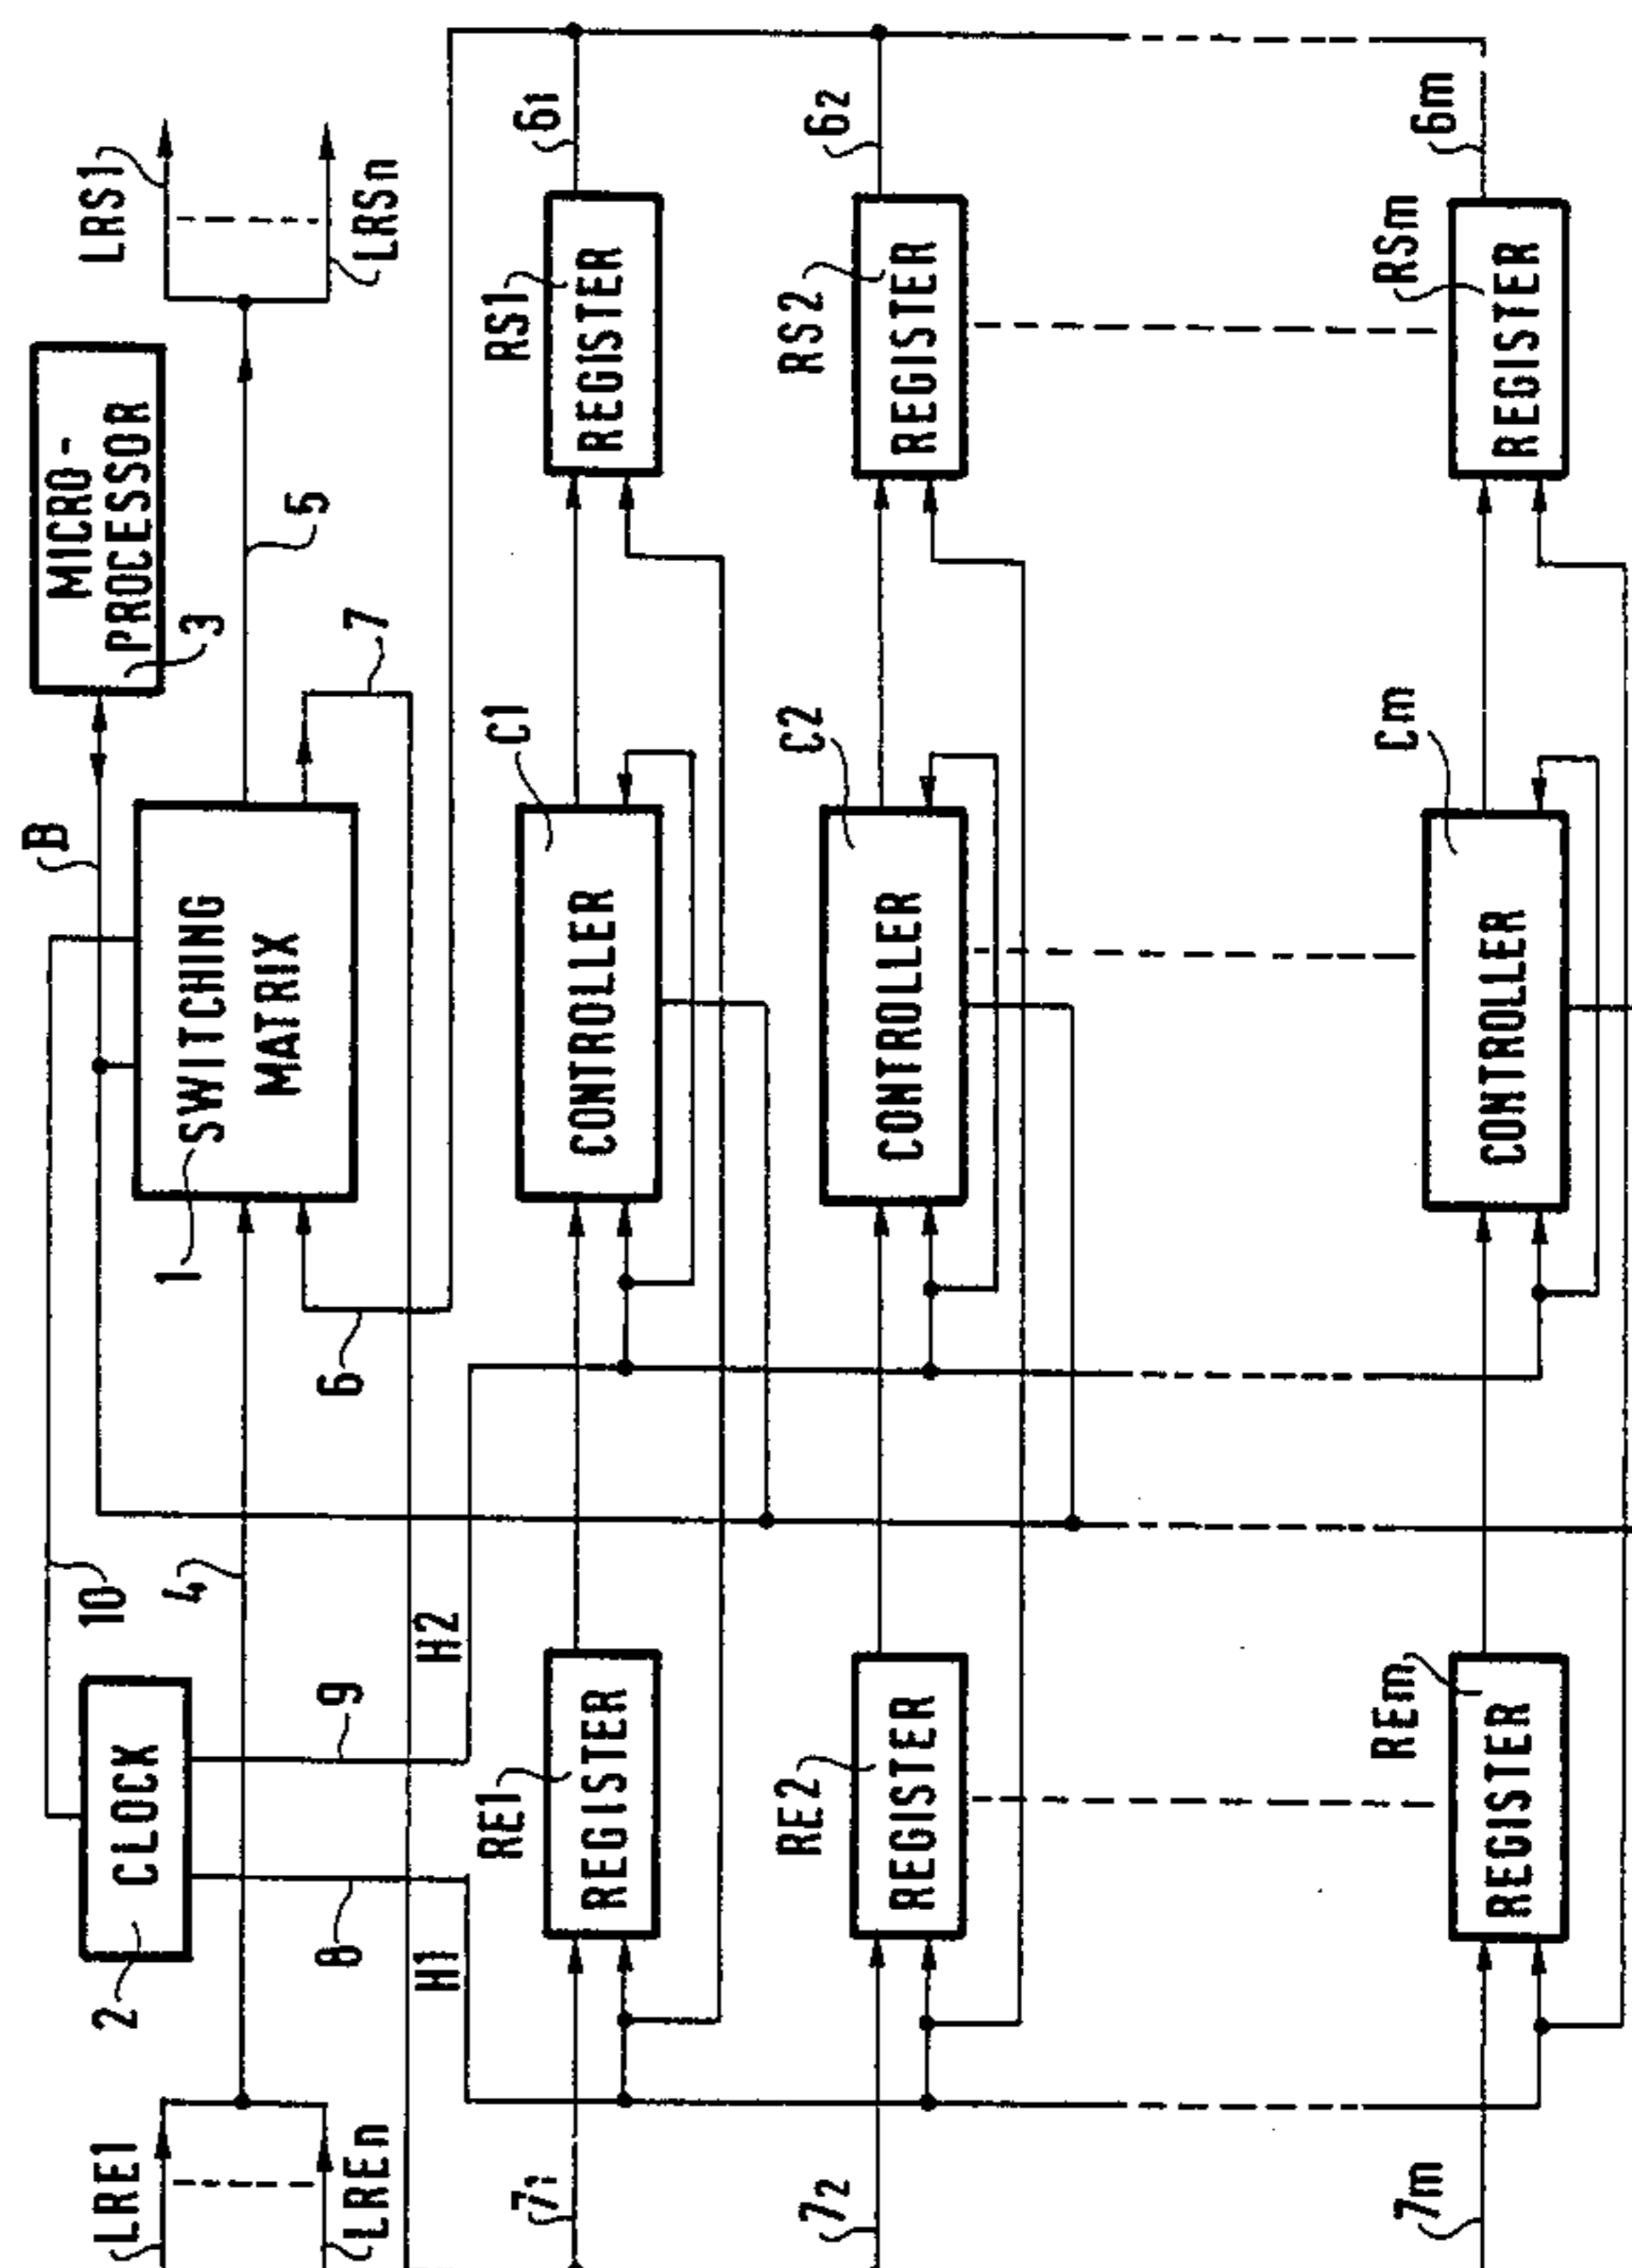 LRE1
LREn
2
CLOCK
10
4
8
9
H1
H2
1
SWITCHING
MATRIX
B
6
7
MICRO-
PROCESSOR
3
5
LRS1
LRSn
71
RE1
REGISTER
CONTROLLER
C1
RS1
REGISTER
61
72
RE2
REGISTER
CONTROLLER
C2
RS2
REGISTER
62
7m
REm
REGISTER
CONTROLLER
Cm
RSm
REGISTER
6m